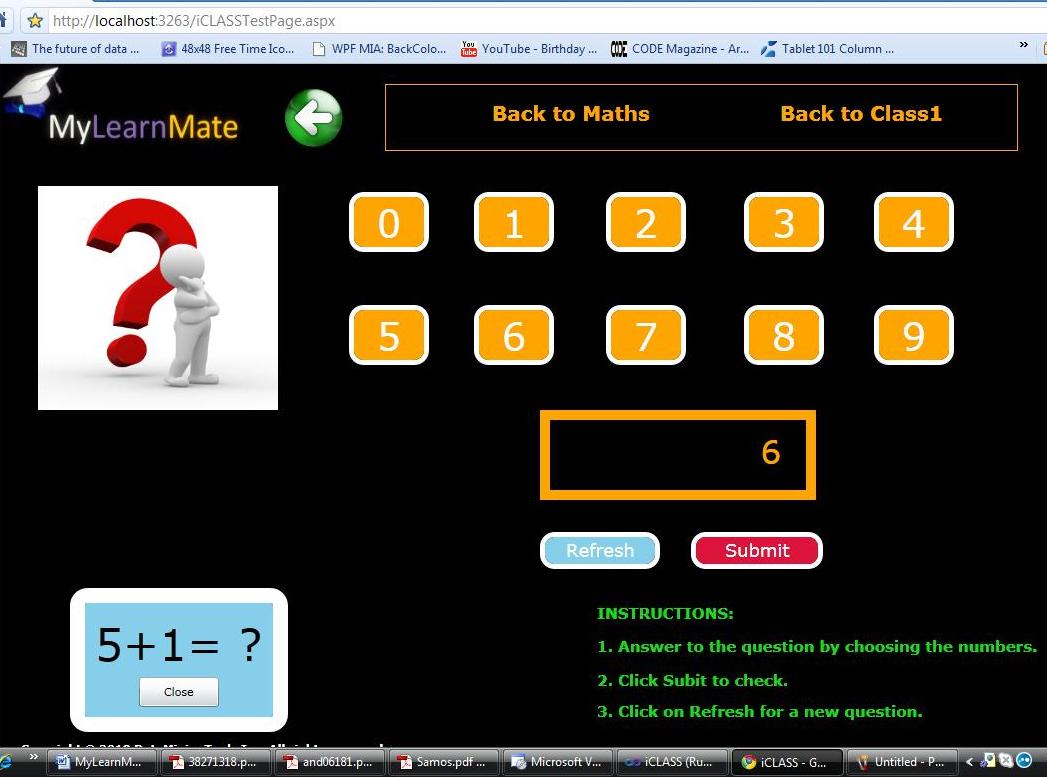 http://localhost:3263/iCLASSTestPage.aspx
The future of data ... 48x48 Free Time Ico... WPF MIA: BackColo... You Tube YouTube - Birthday ... CODE CODE Magazine - Ar... Tablet 101 Column ... »
MyLearnMate
Back to Maths Back to Class1
0 1 2 3 4
5 6 7 8 9
6
Refresh Submit
5+1= ?
Close
INSTRUCTIONS:
1. Answer to the question by choosing the numbers.
2. Click Subit to check.
3. Click on Refresh for a new question.
» MyLearnM... 38271318.p... and06181.p... Samos.pdf ... Microsoft V... iCLASS (Ru... iCLASS - G... Untitled - P... <